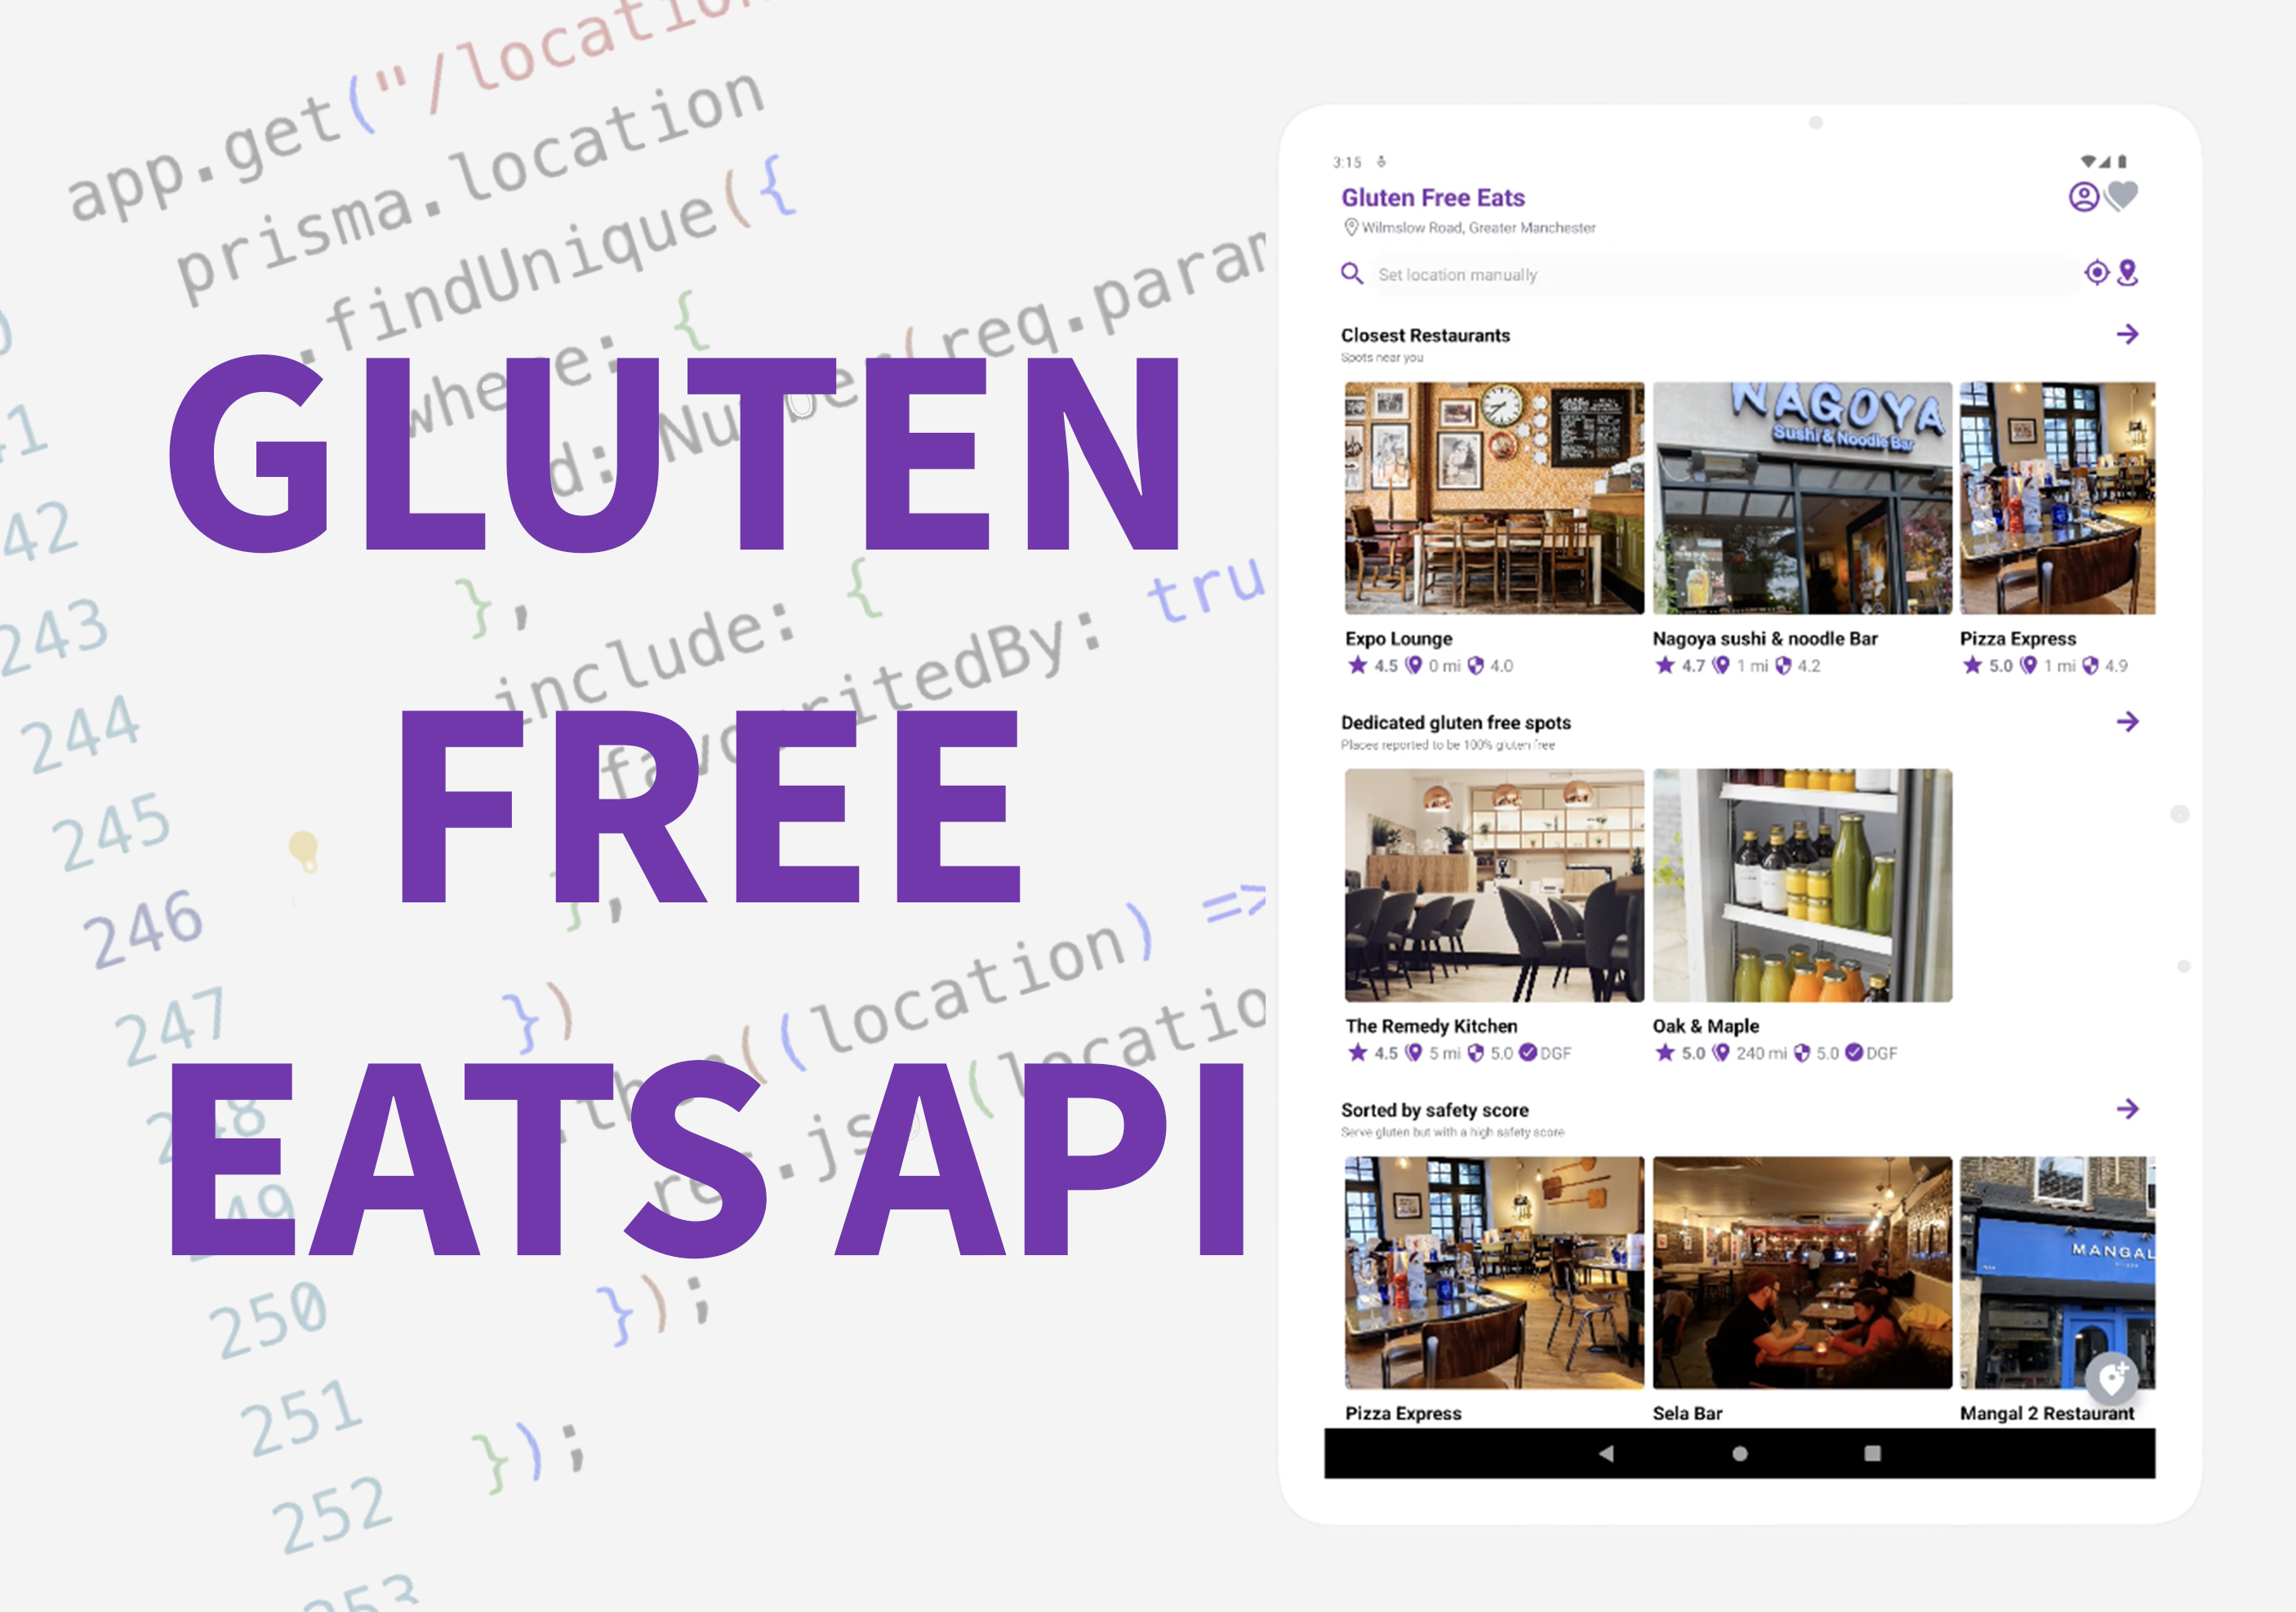 app.get("/locatio
prisma.location
.findUnique({
where: {
d: Number(req.param
},
include: {
favoritedBy: tru
},
})
.then((location) =>
res.json(locatio
});
});
42
243
244
245
246
247
248
249
250
251
252
253
GLUTEN
FREE
EATS API
3:15
Gluten Free Eats
Wilmslow Road, Greater Manchester
Set location manually
Closest Restaurants
Spots near you
NAGOYA
Sushi & Noodle Bar
Expo Lounge
4.5 0 mi 4.0
Nagoya sushi & noodle Bar
4.7 1 mi 4.2
Pizza Express
5.0 1 mi 4.9
Dedicated gluten free spots
Places reported to be 100% gluten free
The Remedy Kitchen
4.5 5 mi 5.0 DGF
Oak & Maple
5.0 240 mi 5.0 DGF
Sorted by safety score
Serve gluten but with a high safety score
MANGAL
Pizza Express
Sela Bar
Mangal 2 Restaurant